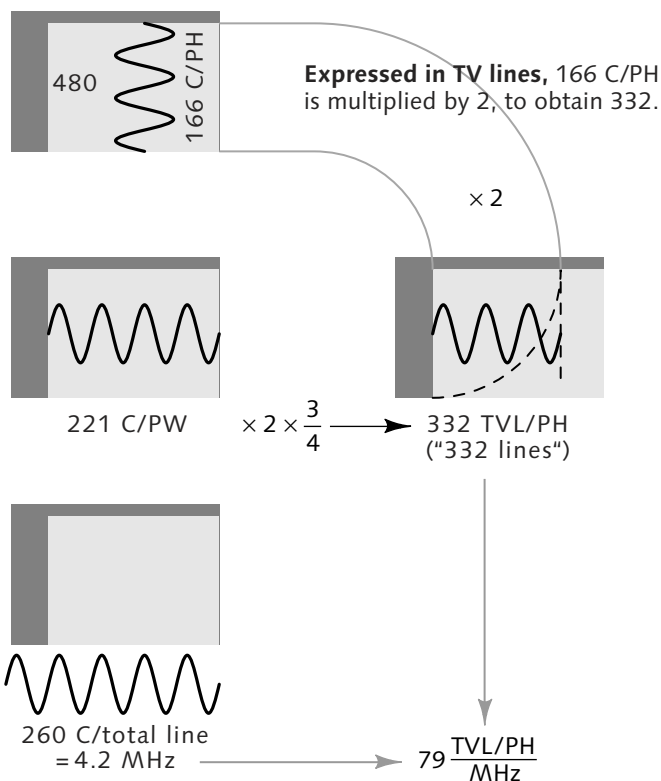 480
166 C/PH
Expressed in TV lines, 166 C/PH
is multiplied by 2, to obtain 332.
× 2
221 C/PW
× 2 × 3/4
332 TVL/PH
(“332 lines“)
260 C/total line
= 4.2 MHz
79 TVL/PH
MHz